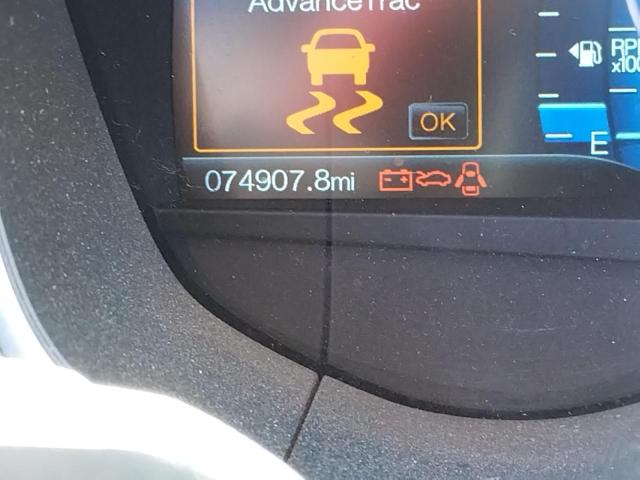 AdvanceTrac
OK
RPM
x100
E
074907.8mi